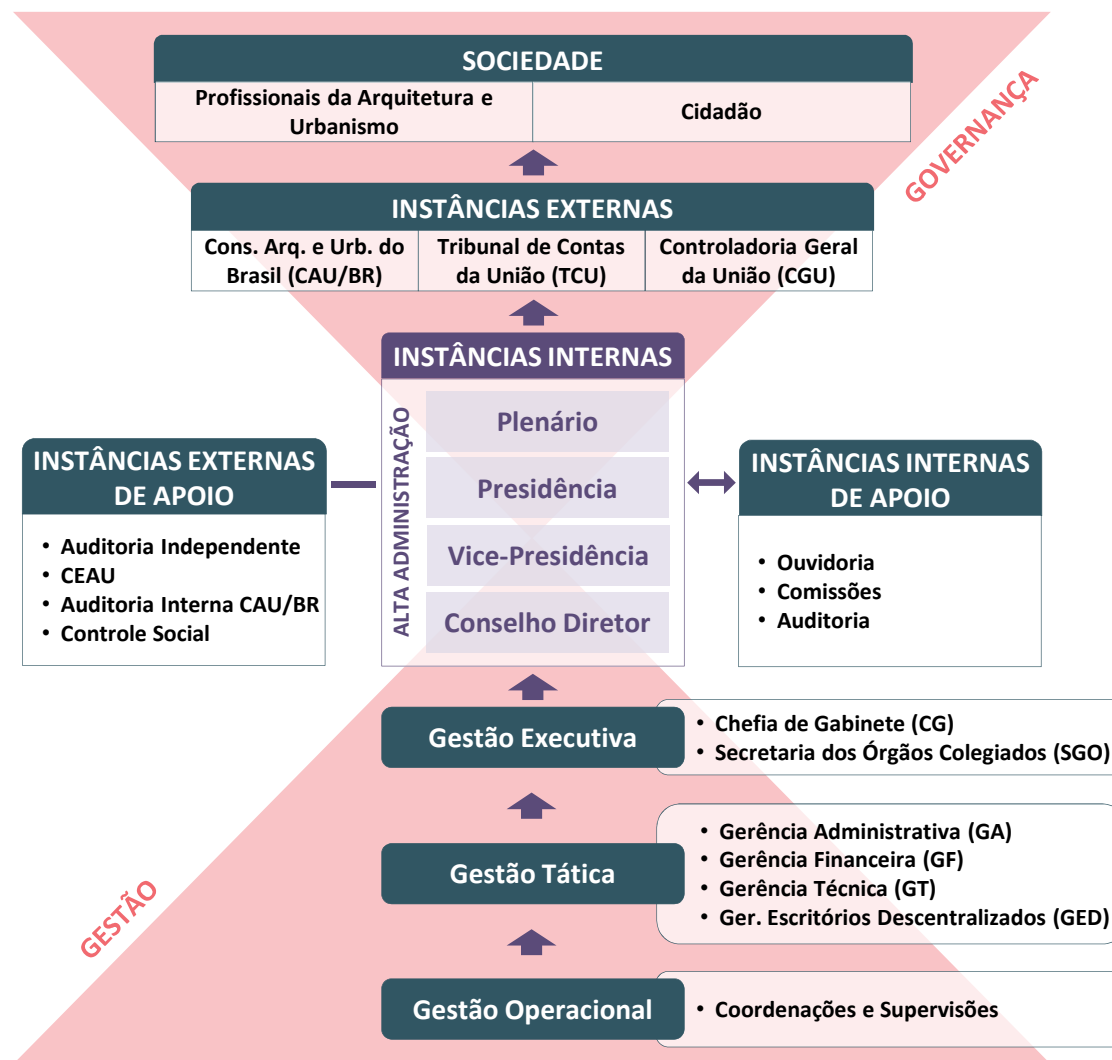 SOCIEDADE
Profissionais da Arquitetura e
Urbanismo
Cidadão
GOVERNANÇA
INSTÂNCIAS EXTERNAS
Cons. Arq. e Urb. do
Brasil (CAU/BR)
Tribunal de Contas
da União (TCU)
Controladoria Geral
da União (CGU)
INSTÂNCIAS INTERNAS
ALTA ADMINISTRAÇÃO
Plenário
Presidência
Vice-Presidência
Conselho Diretor
INSTÂNCIAS EXTERNAS
DE APOIO
• Auditoria Independente
• CEAU
• Auditoria Interna CAU/BR
• Controle Social
INSTÂNCIAS INTERNAS
DE APOIO
• Ouvidoria
• Comissões
• Auditoria
Gestão Executiva
• Chefia de Gabinete (CG)
• Secretaria dos Órgãos Colegiados (SGO)
Gestão Tática
• Gerência Administrativa (GA)
• Gerência Financeira (GF)
• Gerência Técnica (GT)
• Ger. Escritórios Descentralizados (GED)
GESTÃO
Gestão Operacional
• Coordenações e Supervisões